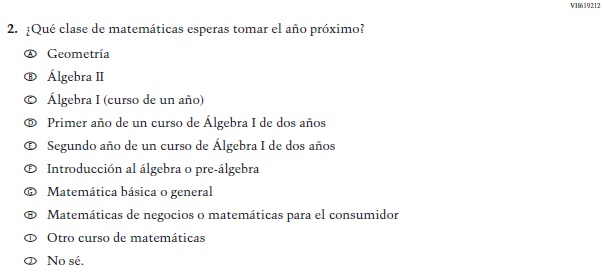 VH619212
2. ¿Qué clase de matemáticas esperas tomar el año próximo?
A Geometría
B Álgebra II
C Álgebra I (curso de un año)
D Primer año de un curso de Álgebra I de dos años
E Segundo año de un curso de Álgebra I de dos años
F Introducción al álgebra o pre-álgebra
G Matemática básica o general
H Matemáticas de negocios o matemáticas para el consumidor
I Otro curso de matemáticas
J No sé.